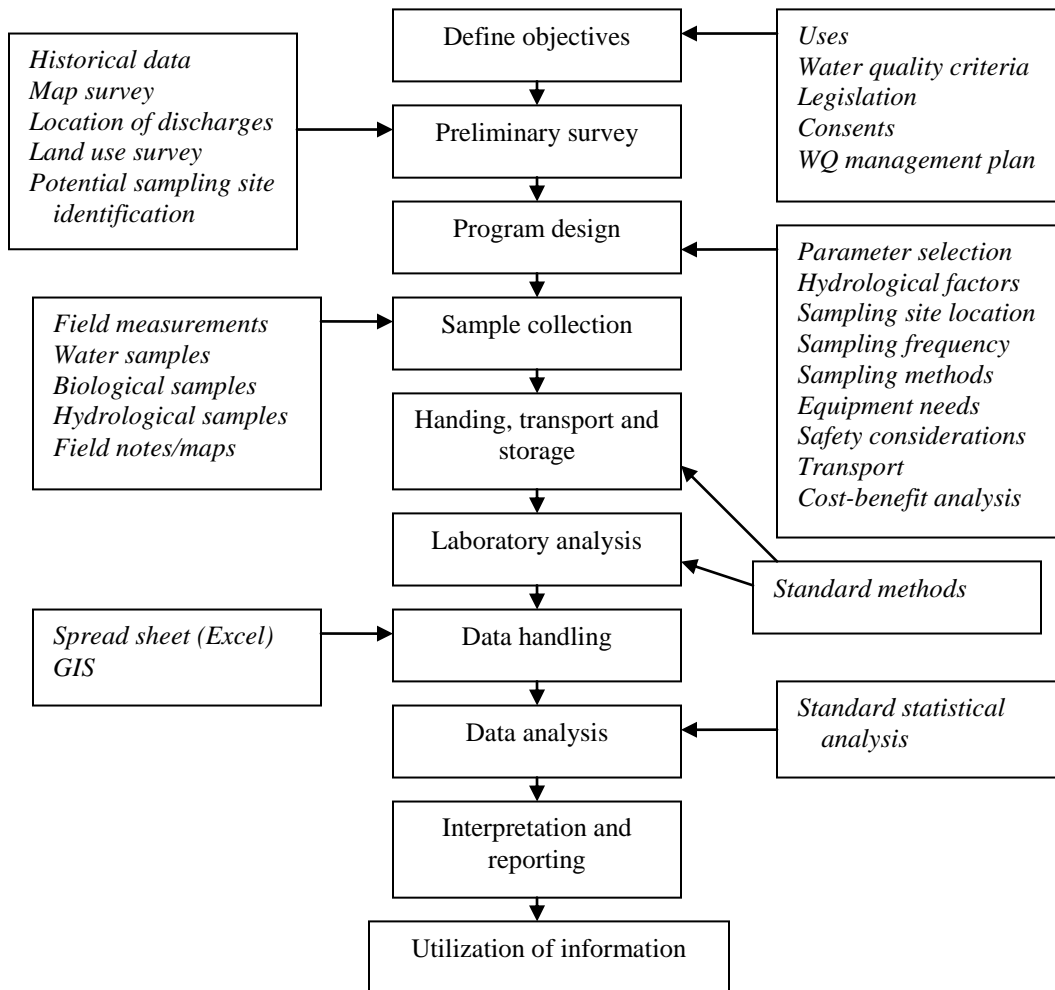 Define objectives
Uses
Water quality criteria
Legislation
Consents
WQ management plan
Historical data
Map survey
Location of discharges
Land use survey
Potential sampling site
identification
Preliminary survey
Program design
Parameter selection
Hydrological factors
Sampling site location
Sampling frequency
Sampling methods
Equipment needs
Safety considerations
Transport
Cost-benefit analysis
Field measurements
Water samples
Biological samples
Hydrological samples
Field notes/maps
Sample collection
Handing, transport and
storage
Laboratory analysis
Standard methods
Spread sheet (Excel)
GIS
Data handling
Data analysis
Standard statistical
analysis
Interpretation and
reporting
Utilization of information